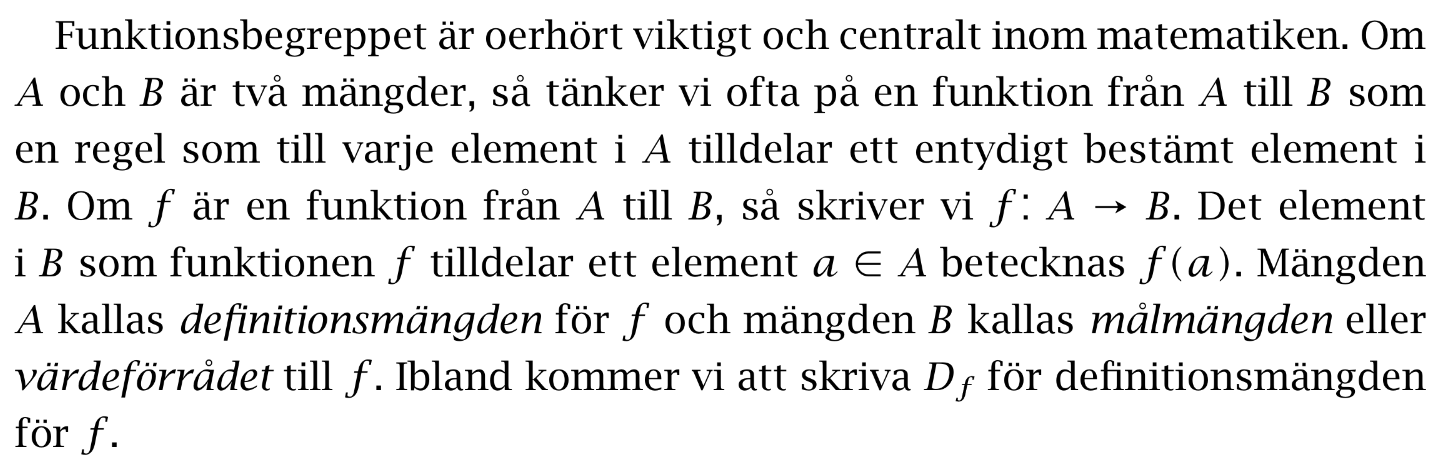 Funktionsbegreppet är oerhört viktigt och centralt inom matematiken. Om
A och B är två mängder, så tänker vi ofta på en funktion från A till B som
en regel som till varje element i A tilldelar ett entydigt bestämt element i
B. Om f är en funktion från A till B, så skriver vi f : A → B. Det element
i B som funktionen f tilldelar ett element a ∈ A betecknas f(a). Mängden
A kallas definitionsmängden för f och mängden B kallas målmängden eller
värdeförrådet till f. Ibland kommer vi att skriva D_f för definitionsmängden
för f.